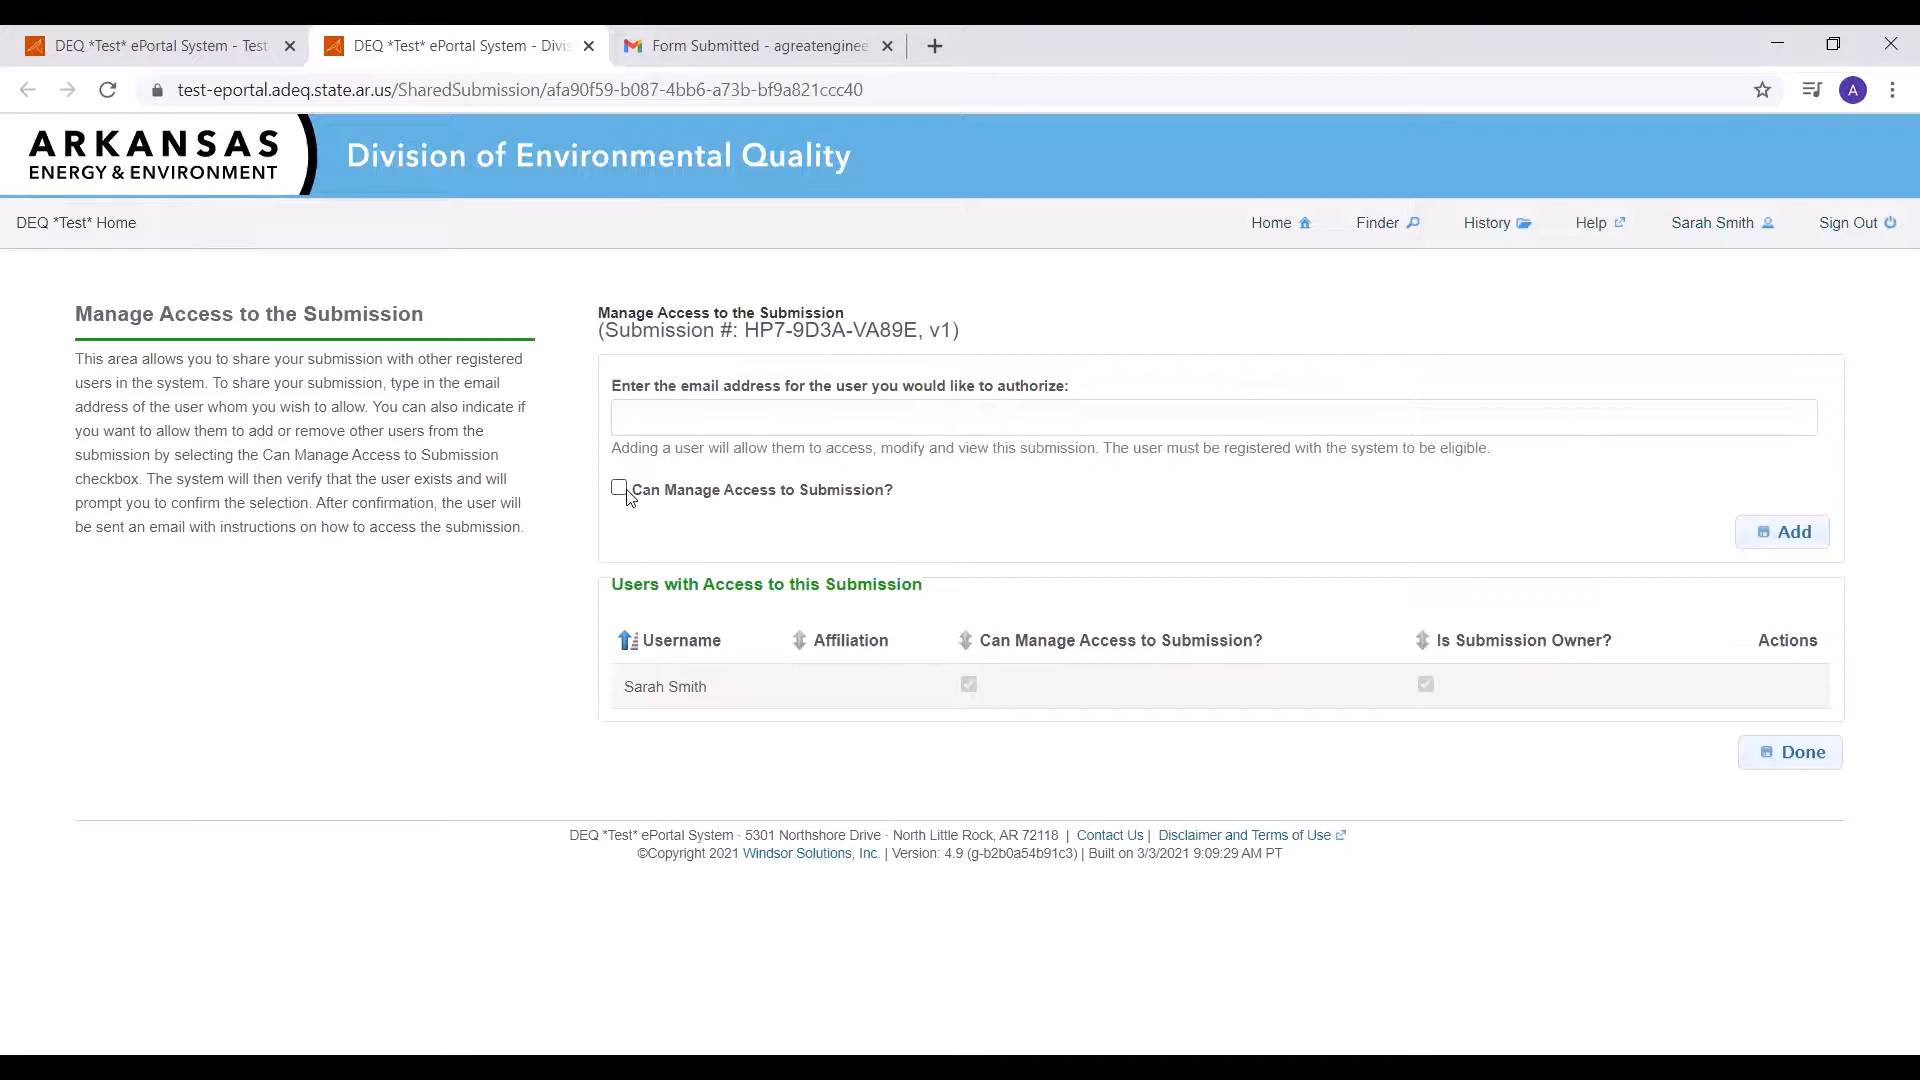 DEQ *Test* ePortal System - Test
DEQ *Test* ePortal System - Divis
Form Submitted - agreatenginee
test-eportal.adeq.state.ar.us/SharedSubmission/afa90f59-b087-4bb6-a73b-bf9a821ccc40
A
ARKANSAS
ENERGY & ENVIRONMENT
Division of Environmental Quality
DEQ *Test* Home
Home
Finder
History
Help
Sarah Smith
Sign Out
Manage Access to the Submission
This area allows you to share your submission with other registered
users in the system. To share your submission, type in the email
address of the user whom you wish to allow. You can also indicate if
you want to allow them to add or remove other users from the
submission by selecting the Can Manage Access to Submission
checkbox. The system will then verify that the user exists and will
prompt you to confirm the selection. After confirmation, the user will
be sent an email with instructions on how to access the submission.
Manage Access to the Submission
(Submission #: HP7-9D3A-VA89E, v1)
Enter the email address for the user you would like to authorize:
Adding a user will allow them to access, modify and view this submission. The user must be registered with the system to be eligible.
Can Manage Access to Submission?
Add
Users with Access to this Submission
Username Affiliation Can Manage Access to Submission? Is Submission Owner? Actions
Sarah Smith
Done
DEQ *Test* ePortal System · 5301 Northshore Drive · North Little Rock, AR 72118 | Contact Us | Disclaimer and Terms of Use
©Copyright 2021 Windsor Solutions, Inc. | Version: 4.9 (g-b2b0a54b91c3) | Built on 3/3/2021 9:09:29 AM PT